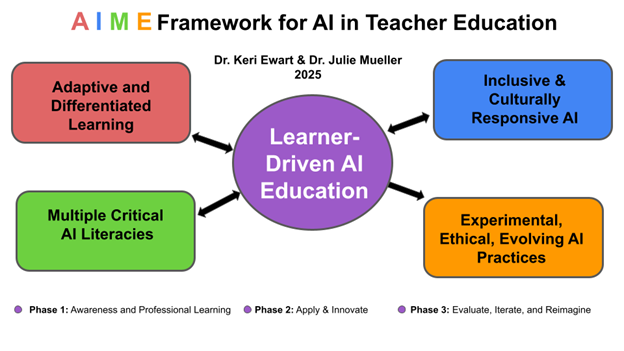 A I M E Framework for AI in Teacher Education
Dr. Keri Ewart & Dr. Julie Mueller
2025
Adaptive and
Differentiated
Learning
Inclusive &
Culturally
Responsive AI
Learner-
Driven AI
Education
Multiple Critical
AI Literacies
Experimental,
Ethical, Evolving AI
Practices
Phase 1: Awareness and Professional Learning
Phase 2: Apply & Innovate
Phase 3: Evaluate, Iterate, and Reimagine